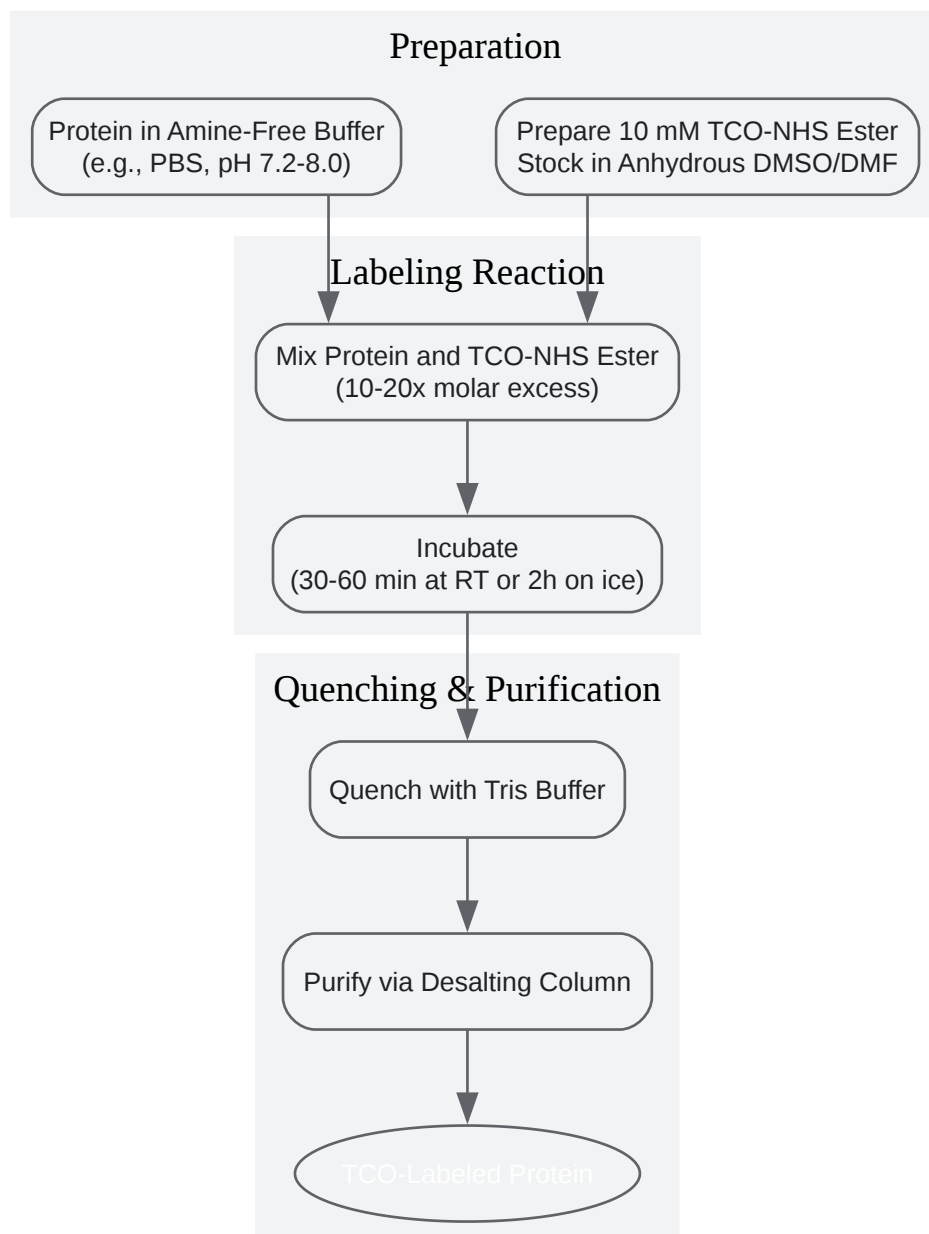 Preparation
Protein in Amine-Free Buffer
(e.g., PBS, pH 7.2-8.0)
Prepare 10 mM TCO-NHS Ester
Stock in Anhydrous DMSO/DMF
Labeling Reaction
Mix Protein and TCO-NHS Ester
(10-20x molar excess)
Incubate
(30-60 min at RT or 2h on ice)
Quenching & Purification
Quench with Tris Buffer
Purify via Desalting Column
TCO-Labeled Protein